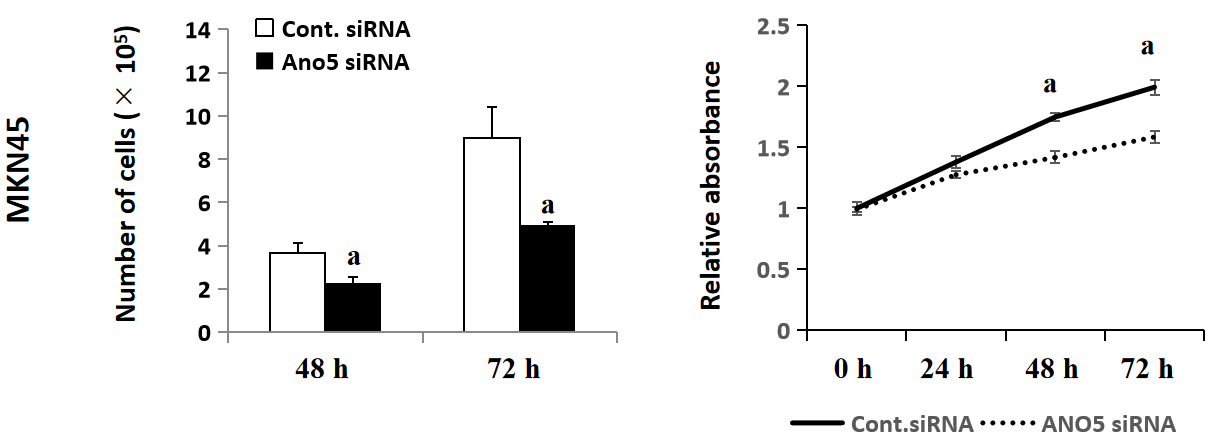 MKN45
Number of cells (× 10⁵)
14
12
10
8
6
4
2
0
Cont. siRNA
Ano5 siRNA
a
a
48 h
72 h
Relative absorbance
2.5
2
1.5
1
0.5
0
a
a
0 h
24 h
48 h
72 h
Cont.siRNA
ANO5 siRNA